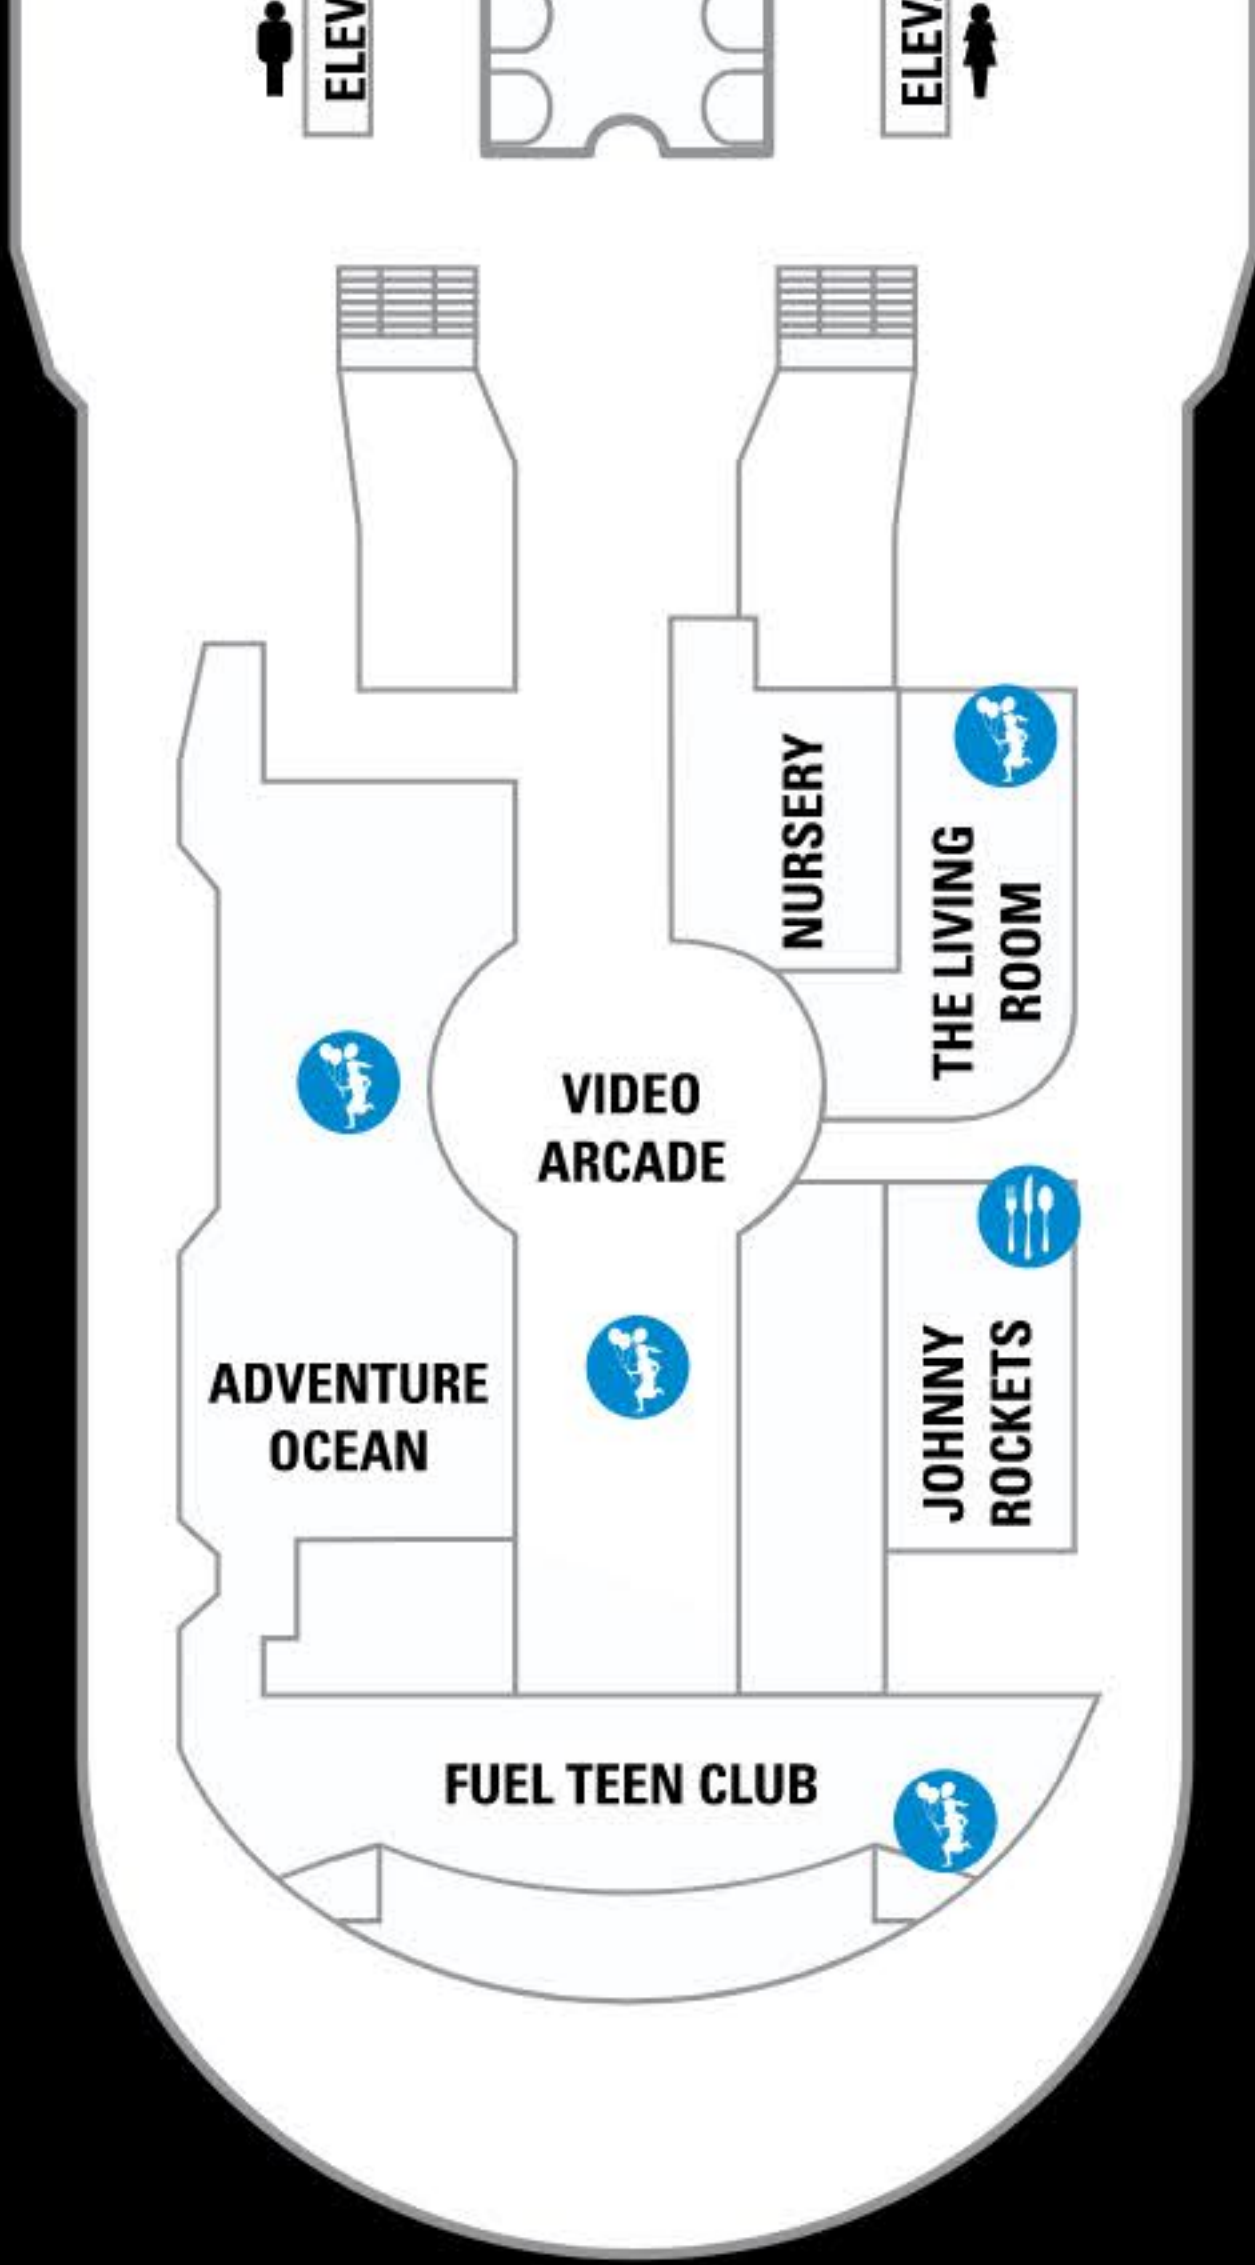 ELEV
ELEV
NURSERY
THE LIVING
ROOM
VIDEO
ARCADE
ADVENTURE
OCEAN
JOHNNY
ROCKETS
FUEL TEEN CLUB